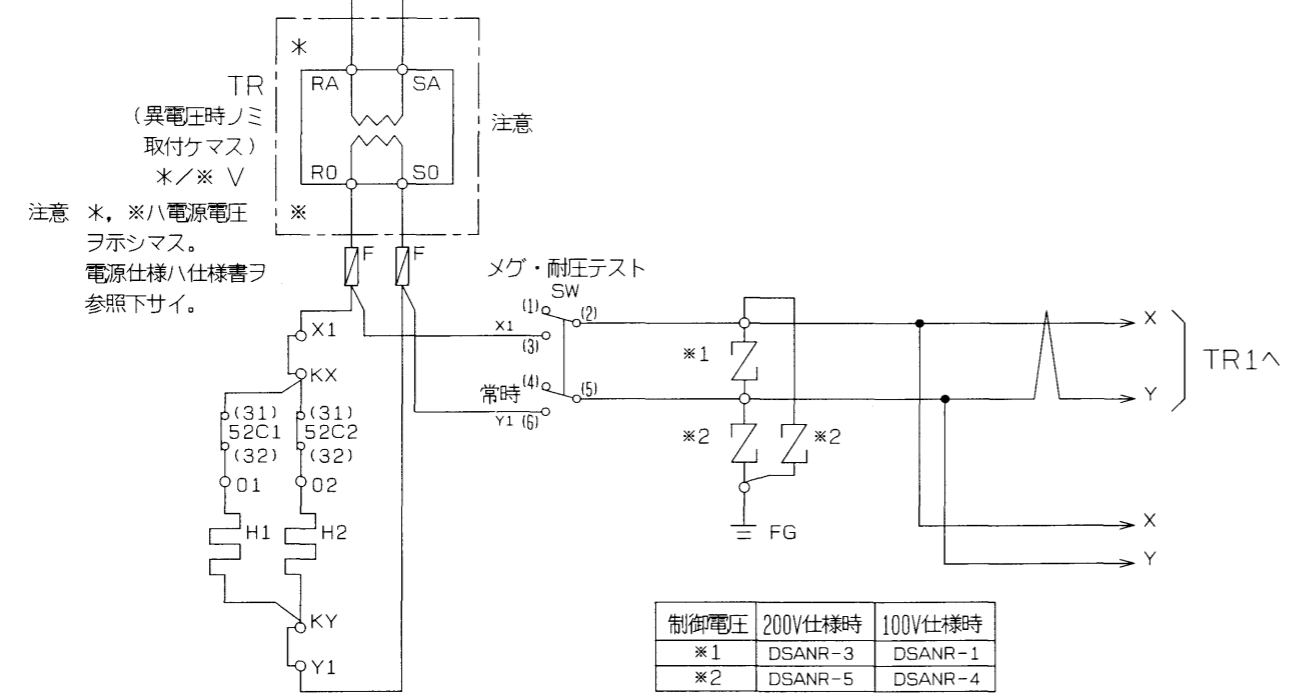 *
RA
SA
TR
(異電圧時ノミ
取付ケマス)
*/※ V
注意
R0
S0
※
注意 *,※ハ電源電圧
ヲ示シマス。
電源仕様ハ仕様書ヲ
参照下サイ。
F
F
メグ・耐圧テスト
SW
(1)
(2)
X1
(3)
常時
(4)
(5)
Y1
(6)
X1
KX
(31)
52C1
(32)
(31)
52C2
(32)
01
02
H1
H2
KY
Y1
※1
※2
※2
FG
X
Y
TR1ヘ
X
Y
制御電圧 200V仕様時 100V仕様時
※1 DSANR-3 DSANR-1
※2 DSANR-5 DSANR-4